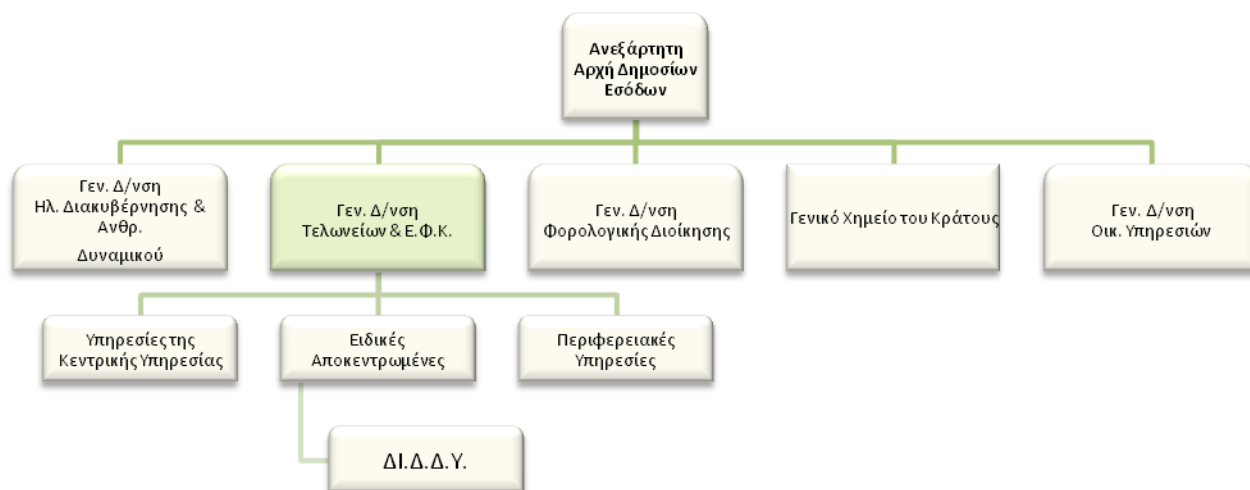 Ανεξάρτητη
Αρχή Δημοσίων
Εσόδων
Γεν. Δ/νση
Ηλ. Διακυβέρνησης &
Ανθρ.
Δυναμικού
Γεν. Δ/νση
Τελωνείων & Ε.Φ.Κ.
Γεν. Δ/νση
Φορολογικής Διοίκησης
Γενικό Χημείο του Κράτους
Γεν. Δ/νση
Οικ. Υπηρεσιών
Υπηρεσίες της
Κεντρικής Υπηρεσίας
Ειδικές
Αποκεντρωμένες
Περιφερειακές
Υπηρεσίες
ΔΙ.Δ.Δ.Υ.